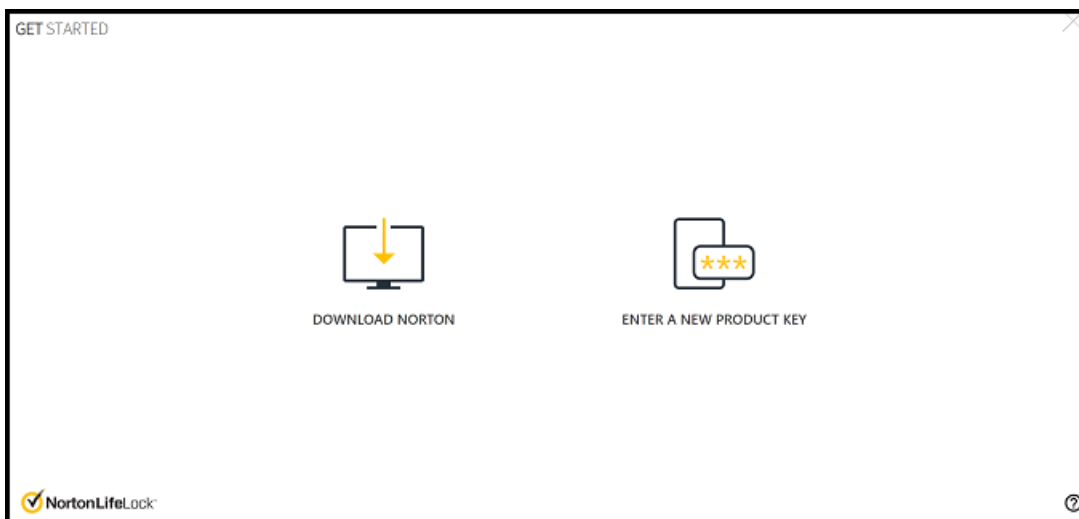 GET STARTED
***
DOWNLOAD NORTON
ENTER A NEW PRODUCT KEY
NortonLifeLock
?